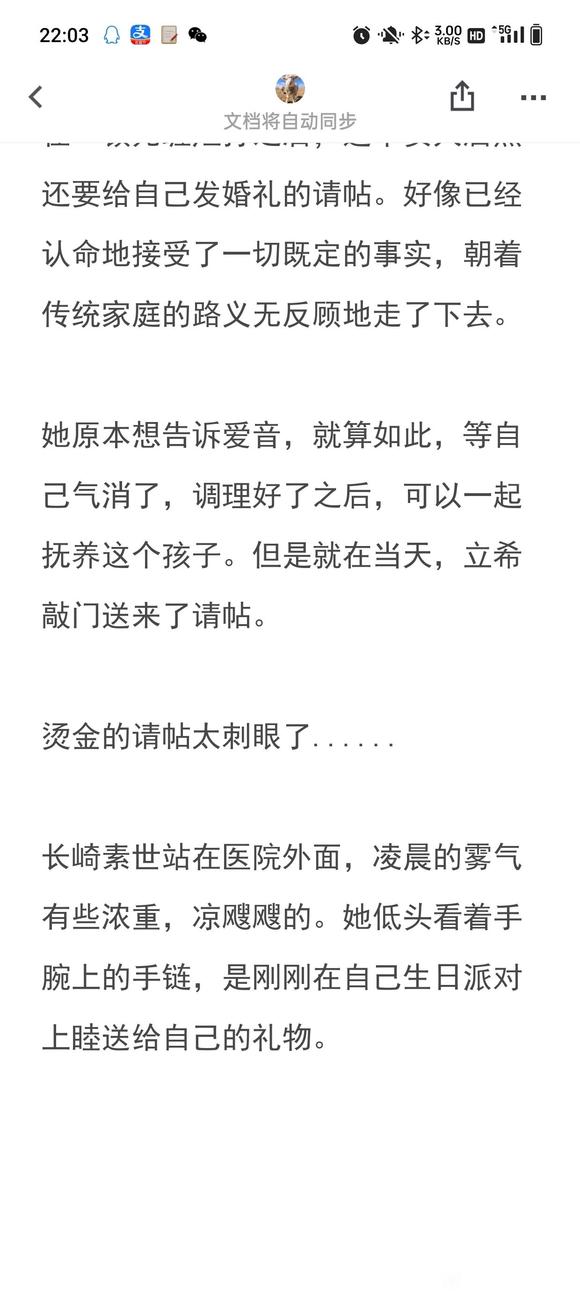 22:03
支
3.00
KB/S
HD
5G
文档将自动同步
还要给自己发婚礼的请帖。好像已经
认命地接受了一切既定的事实，朝着
传统家庭的路义无反顾地走了下去。
她原本想告诉爱音，就算如此，等自
己气消了，调理好了之后，可以一起
抚养这个孩子。但是就在当天，立希
敲门送来了请帖。
烫金的请帖太刺眼了......
长崎素世站在医院外面，凌晨的雾气
有些浓重，凉飕飕的。她低头看着手
腕上的手链，是刚刚在自己生日派对
上睦送给自己的礼物。